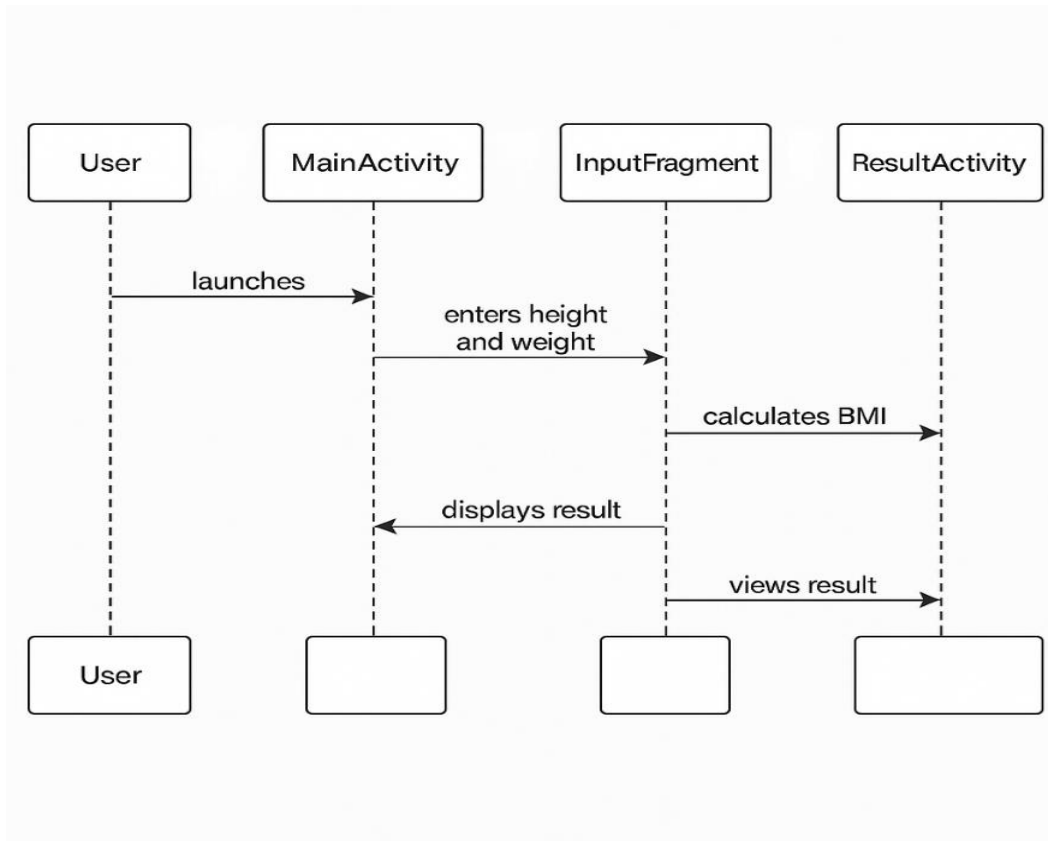 User
MainActivity
InputFragment
ResultActivity
launches
enters height
and weight
calculates BMI
displays result
views result
User